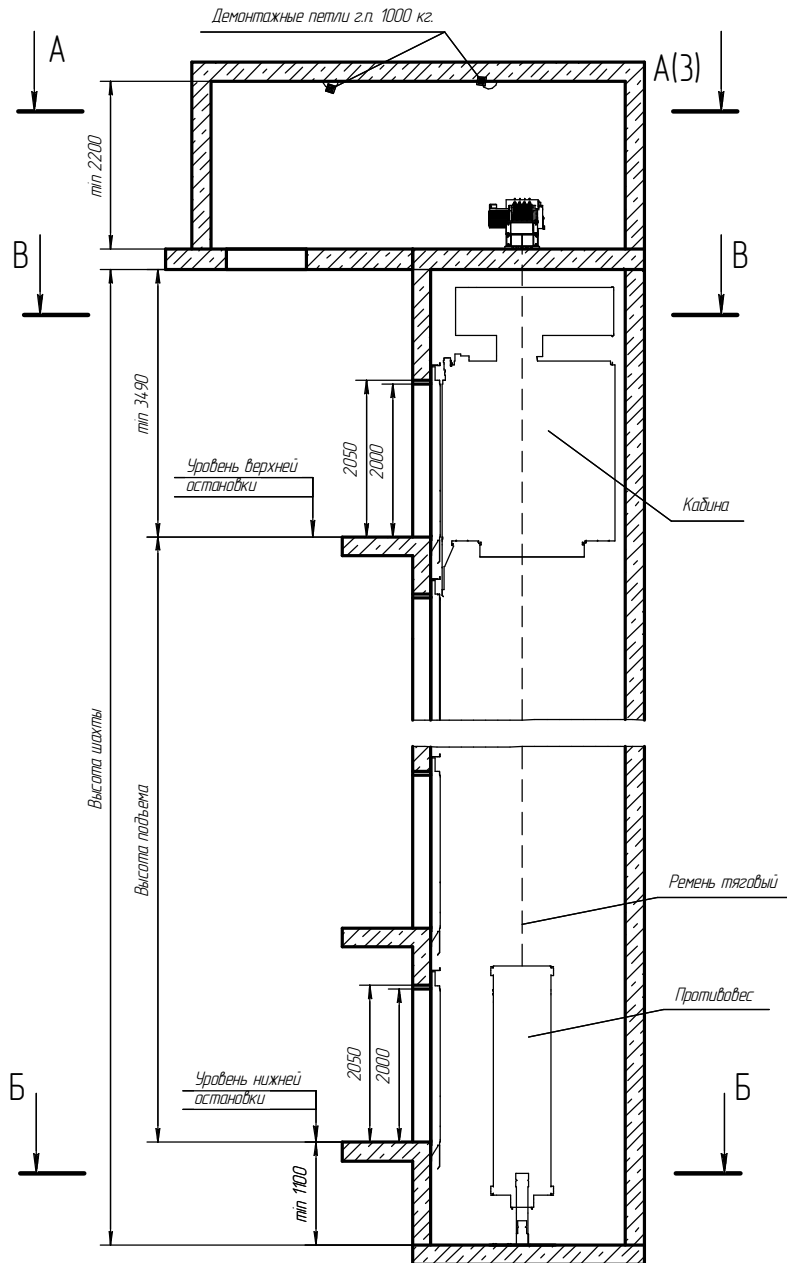 Демонтажные петли г.п. 1000 кг.
А
А(3)
min 2200
В
В
min 3490
2050
2000
Уровень верхней
остановки
Кабина
Высота шахты
Высота подъема
Ремень тяговый
Противовес
2050
2000
Уровень нижней
остановки
Б
Б
min 1100